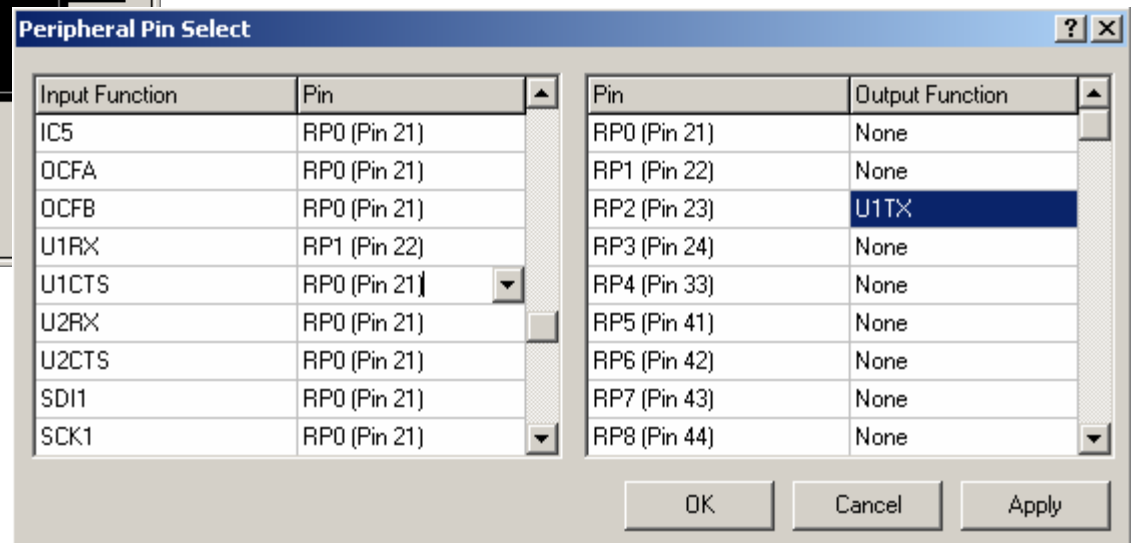 Peripheral Pin Select
Input Function Pin
IC5 RP0 (Pin 21)
OCFA RP0 (Pin 21)
OCFB RP0 (Pin 21)
U1RX RP1 (Pin 22)
U1CTS RP0 (Pin 21)
U2RX RP0 (Pin 21)
U2CTS RP0 (Pin 21)
SDI1 RP0 (Pin 21)
SCK1 RP0 (Pin 21)
Pin Output Function
RP0 (Pin 21) None
RP1 (Pin 22) None
RP2 (Pin 23) U1TX
RP3 (Pin 24) None
RP4 (Pin 33) None
RP5 (Pin 41) None
RP6 (Pin 42) None
RP7 (Pin 43) None
RP8 (Pin 44) None
OK Cancel Apply